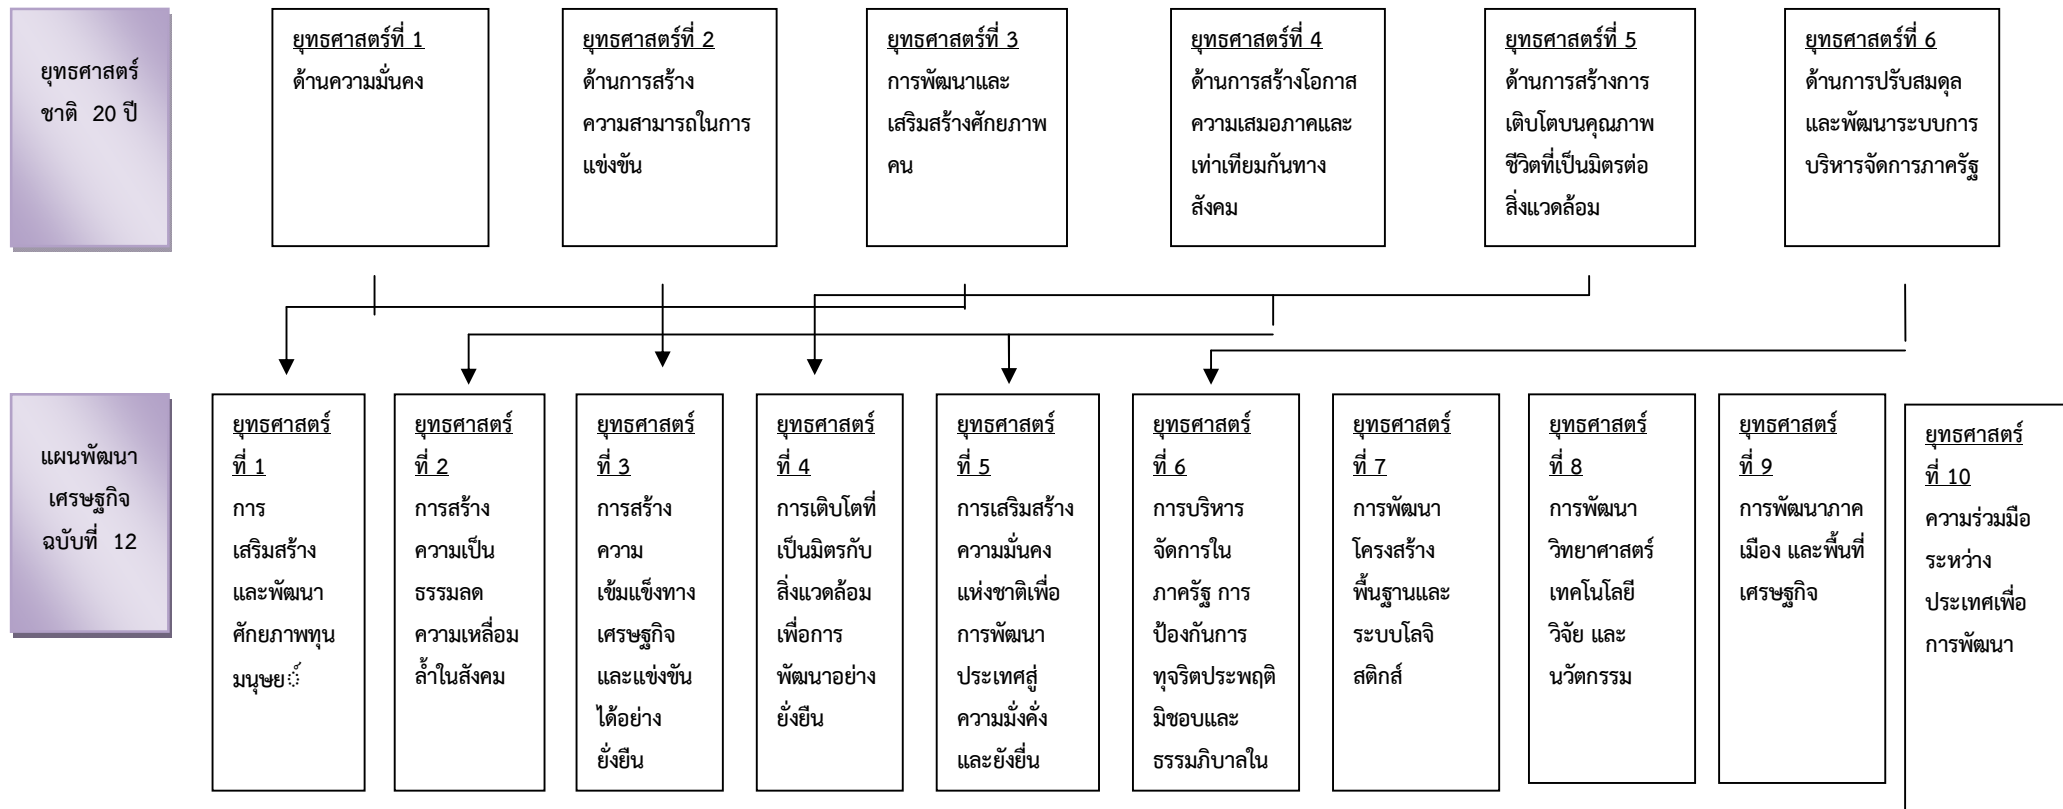 ยุทธศาสตร์
ชาติ 20 ปี
ยุทธศาสตร์ที่ 1
ด้านความมั่นคง
ยุทธศาสตร์ที่ 2
ด้านการสร้าง
ความสามารถในการ
แข่งขัน
ยุทธศาสตร์ที่ 3
การพัฒนาและ
เสริมสร้างศักยภาพ
คน
ยุทธศาสตร์ที่ 4
ด้านการสร้างโอกาส
ความเสมอภาคและ
เท่าเทียมกันทาง
สังคม
ยุทธศาสตร์ที่ 5
ด้านการสร้างการ
เติบโตบนคุณภาพ
ชีวิตที่เป็นมิตรต่อ
สิ่งแวดล้อม
ยุทธศาสตร์ที่ 6
ด้านการปรับสมดุล
และพัฒนาระบบการ
บริหารจัดการภาครัฐ
แผนพัฒนา
เศรษฐกิจ
ฉบับที่ 12
ยุทธศาสตร์
ที่ 1
การ
เสริมสร้าง
และพัฒนา
ศักยภาพทุน
มนุษย์
ยุทธศาสตร์
ที่ 2
การสร้าง
ความเป็น
ธรรมลด
ความเหลื่อม
ล้ำในสังคม
ยุทธศาสตร์
ที่ 3
การสร้าง
ความ
เข้มแข็งทาง
เศรษฐกิจ
และแข่งขัน
ได้อย่าง
ยั่งยืน
ยุทธศาสตร์
ที่ 4
การเติบโตที่
เป็นมิตรกับ
สิ่งแวดล้อม
เพื่อการ
พัฒนาอย่าง
ยั่งยืน
ยุทธศาสตร์
ที่ 5
การเสริมสร้าง
ความมั่นคง
แห่งชาติเพื่อ
การพัฒนา
ประเทศสู่
ความมั่งคั่ง
และยังยื่น
ยุทธศาสตร์
ที่ 6
การบริหาร
จัดการใน
ภาครัฐ การ
ป้องกันการ
ทุจริตประพฤติ
มิชอบและ
ธรรมภิบาลใน
ยุทธศาสตร์
ที่ 7
การพัฒนา
โครงสร้าง
พื้นฐานและ
ระบบโลจิ
สติกส์
ยุทธศาสตร์
ที่ 8
การพัฒนา
วิทยาศาสตร์
เทคโนโลยี
วิจัย และ
นวัตกรรม
ยุทธศาสตร์
ที่ 9
การพัฒนาภาค
เมือง และพื้นที่
เศรษฐกิจ
ยุทธศาสตร์
ที่ 10
ความร่วมมือ
ระหว่าง
ประเทศเพื่อ
การพัฒนา